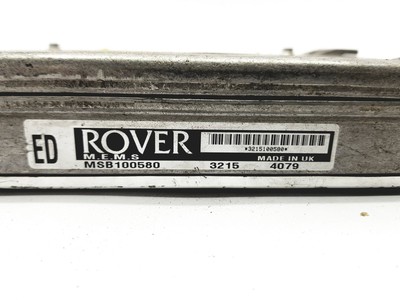 ED
ROVER
M.E.M.S
*3215100580*
MADE IN UK
MSB100580 3215 4079